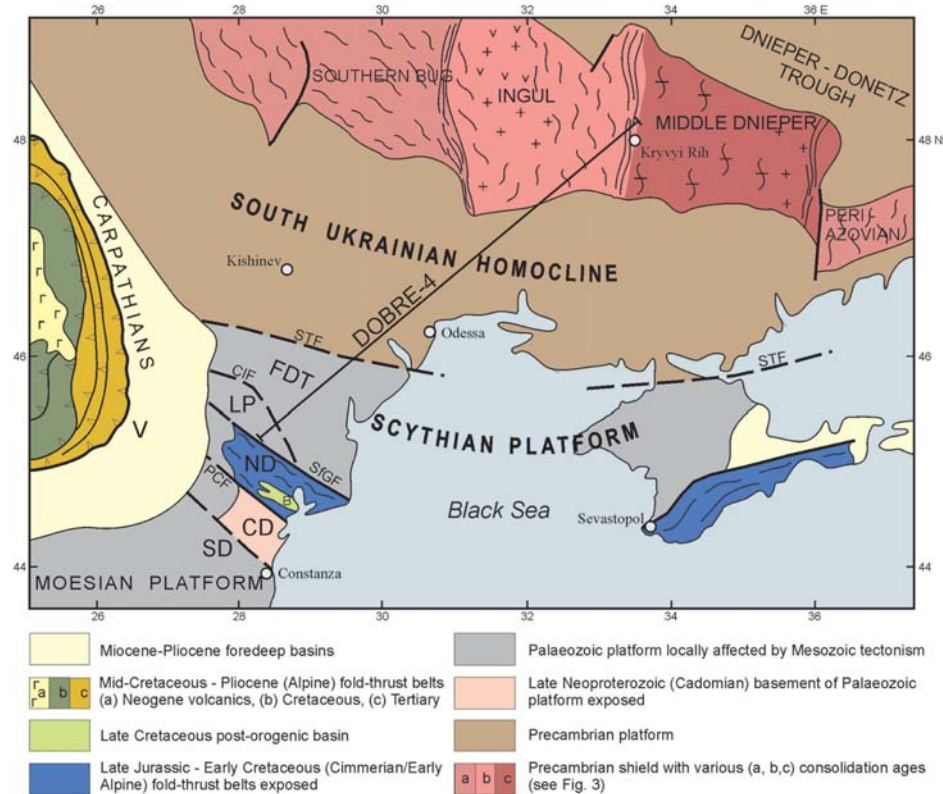 26
28
30
32
34
36 E
DNIEPER - DONETZ
TROUGH
SOUTHERN BUG
INGUL
MIDDLE DNIEPER
48
48 N
Kryvyi Rih
PERI -
AZOVIAN
CARPATHIANS
SOUTH UKRAINIAN HOMOCLINE
Kishinev
DOBRE-4
Odessa
46
46
STF
STF
FDT
CIF
LP
SCYTHIAN PLATFORM
V
ND
SfGF
PCF
B
Black Sea
Sevastopol
CD
SD
44
44
Constanza
MOESIAN PLATFORM
26
28
30
32
34
36
Miocene-Pliocene foredeep basins
a b c Mid-Cretaceous - Pliocene (Alpine) fold-thrust belts
(a) Neogene volcanics, (b) Cretaceous, (c) Tertiary
Late Cretaceous post-orogenic basin
Late Jurassic - Early Cretaceous (Cimmerian/Early
Alpine) fold-thrust belts exposed
Palaeozoic platform locally affected by Mesozoic tectonism
Late Neoproterozoic (Cadomian) basement of Palaeozoic
platform exposed
Precambrian platform
a b c Precambrian shield with various (a, b,c) consolidation ages
(see Fig. 3)